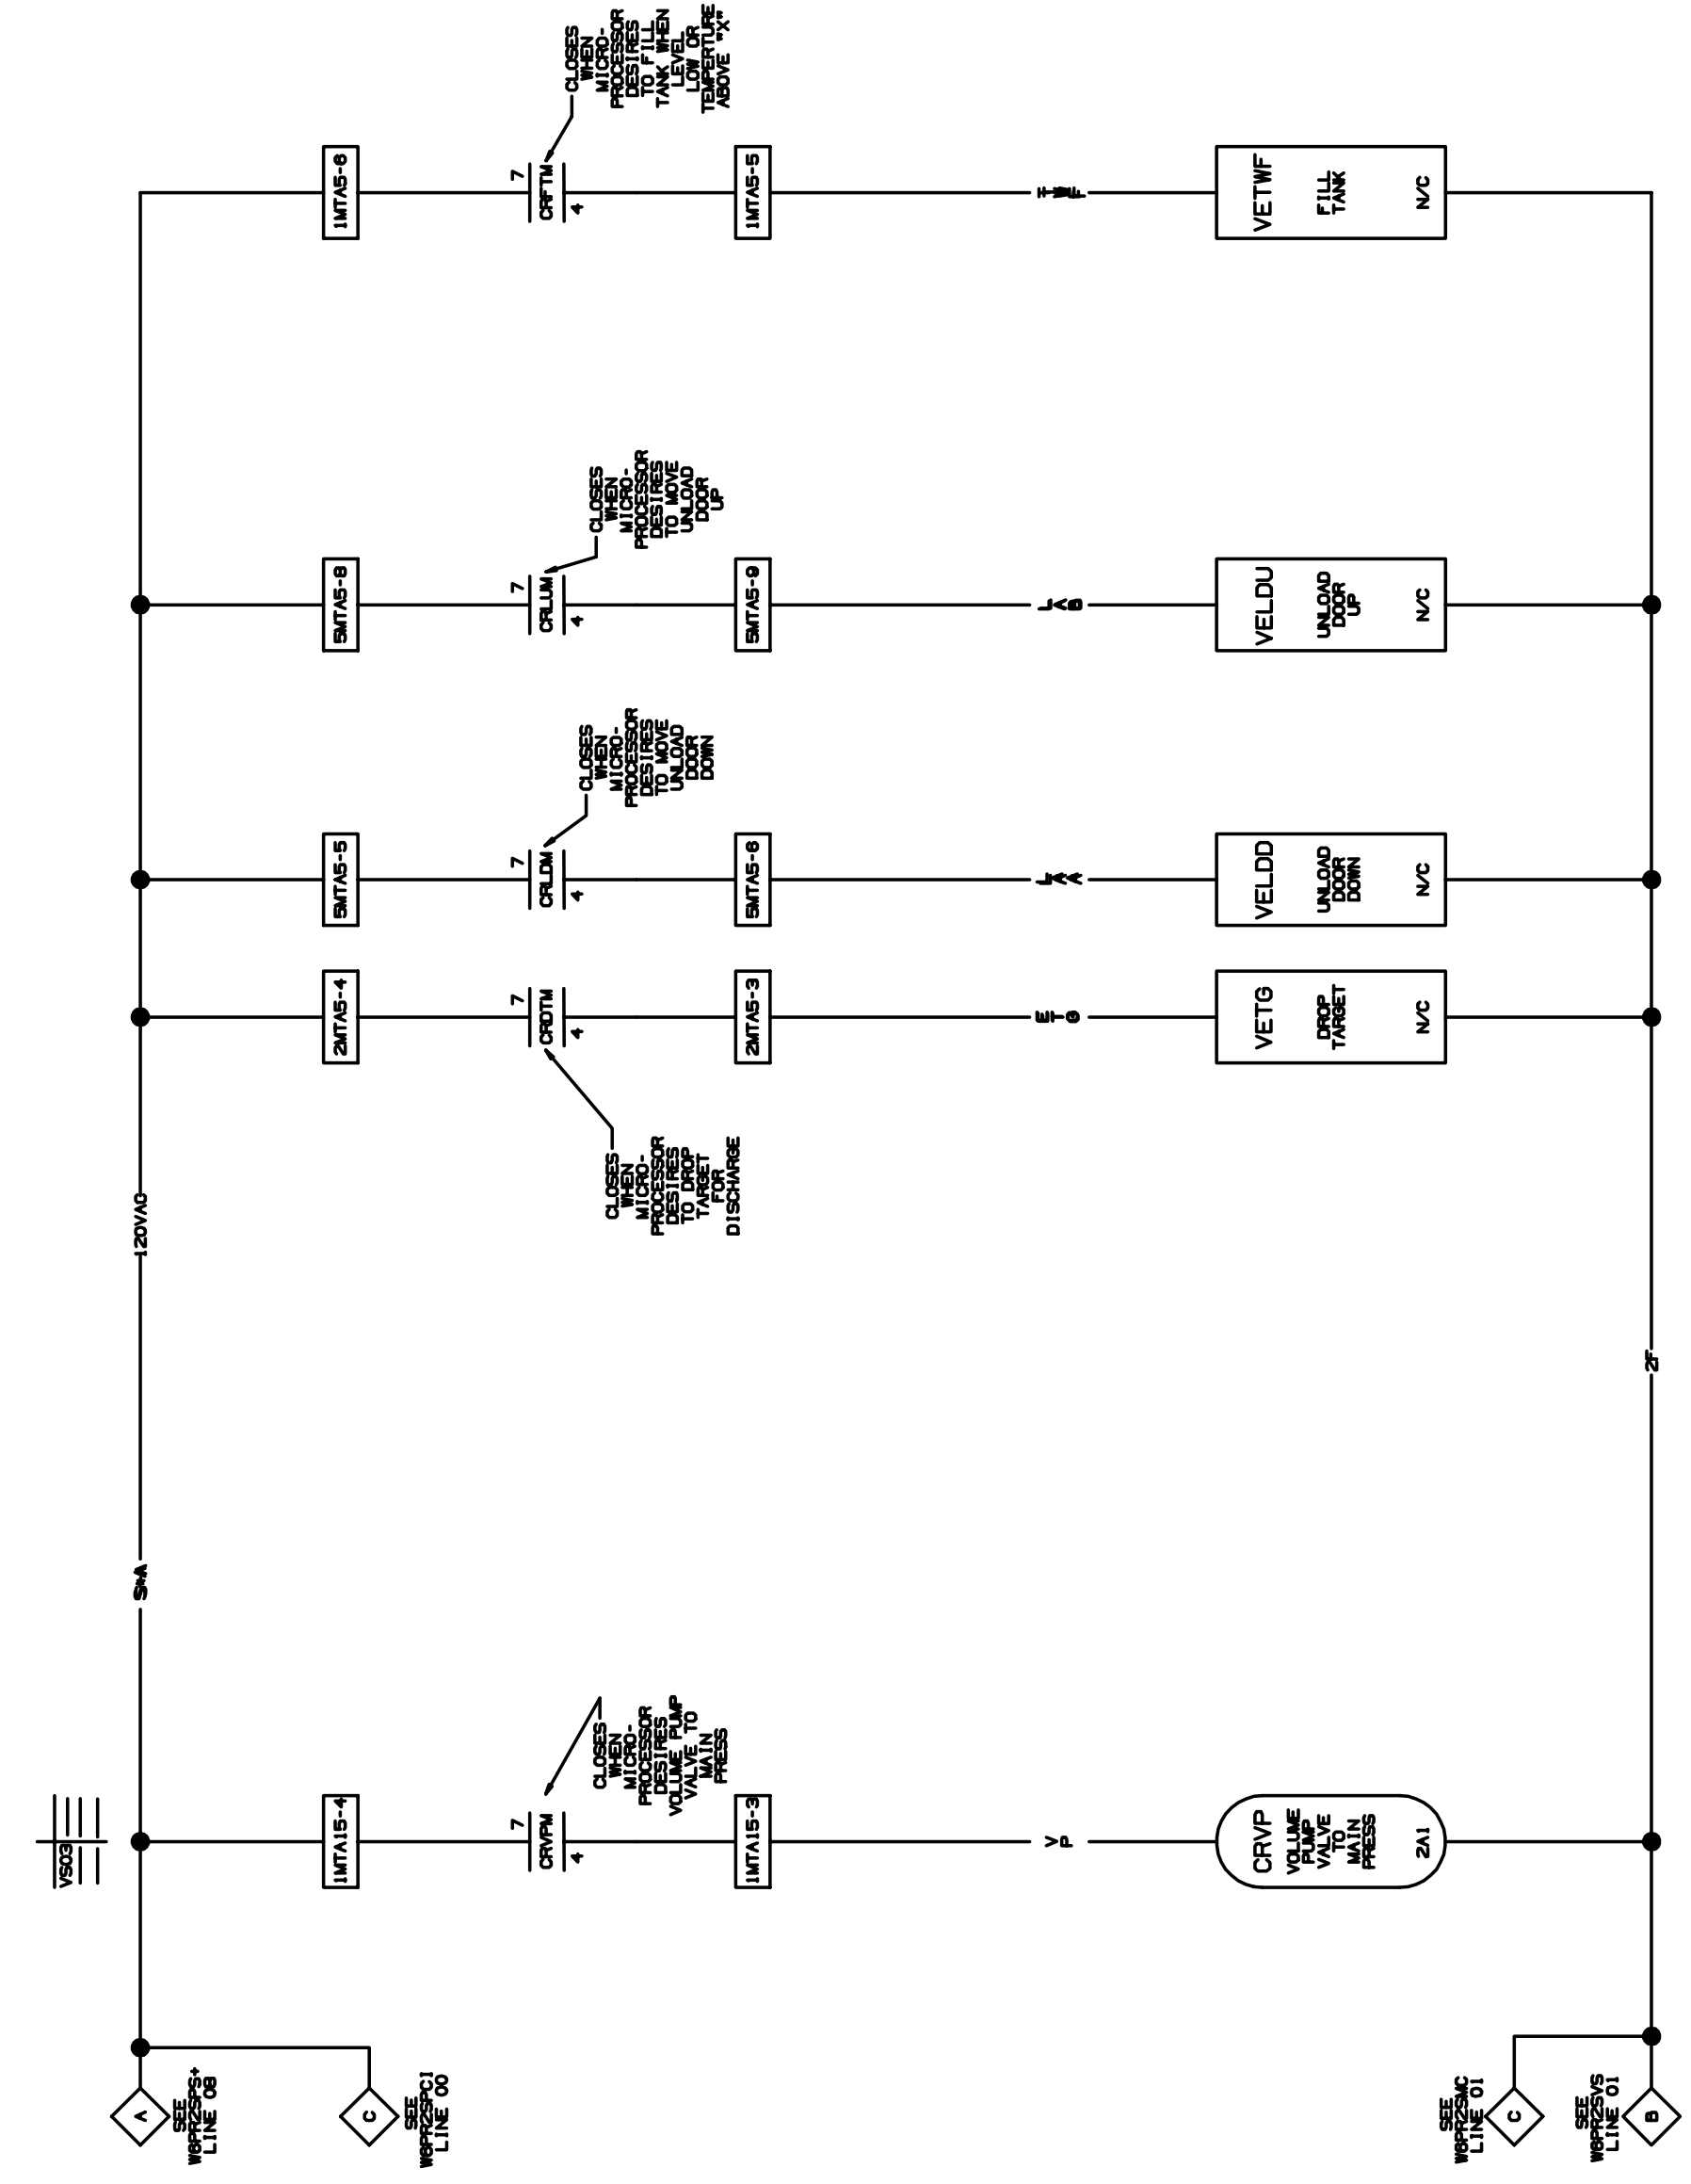 VS03
120VAC
A
SEE
W6PR2SPS+
LINE 08
C
SEE
W6PR2SPCI
LINE 00
1MTA15-4
7
CRVPM
4
CLOSES
WHEN
MICRO-
PROCESSOR
DESIRES
VOLUME PUMP
VALVE TO
MAIN
PRESS
1MTA15-3
V
P
CRVP
VOLUME
PUMP
VALVE
TO
MAIN
PRESS
2A1
2MTA5-4
7
CRDTM
4
CLOSES
WHEN
MICRO-
PROCESSOR
DESIRES
TO DROP
TARGET
FOR
DISCHARGE
2MTA5-3
E
T
G
VETG
DROP
TARGET
N/C
5MTA5-5
7
CRLDM
4
CLOSES
WHEN
MICRO-
PROCESSOR
DESIRES
TO MOVE
UNLOAD
DOOR
DOWN
5MTA5-6
L
A
A
VELDD
UNLOAD
DOOR
DOWN
N/C
5MTA5-8
7
CRLUM
4
CLOSES
WHEN
MICRO-
PROCESSOR
DESIRES
TO MOVE
UNLOAD
DOOR
UP
5MTA5-9
L
A
B
VELDU
UNLOAD
DOOR
UP
N/C
1MTA5-6
7
CRFTM
4
CLOSES
WHEN
MICRO-
PROCESSOR
DESIRES
TO FILL
TANK WHEN
LEVEL
LOW OR
TEMPERTURE
ABOVE "X"
1MTA5-5
T
W
F
VETWF
FILL
TANK
N/C
SEE
W6PR2SMC
LINE 01
C
SEE
W6PR2SVS
LINE 01
B
2F